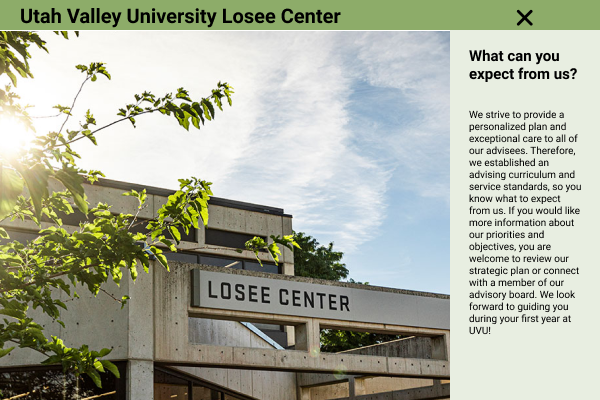 Utah Valley University Losee Center
What can you
expect from us?
We strive to provide a
personalized plan and
exceptional care to all of
our advisees. Therefore,
we established an
advising curriculum and
service standards, so you
know what to expect
from us. If you would like
more information about
our priorities and
objectives, you are
welcome to review our
strategic plan or connect
with a member of our
advisory board. We look
forward to guiding you
during your first year at
UVU!
LOSEE CENTER